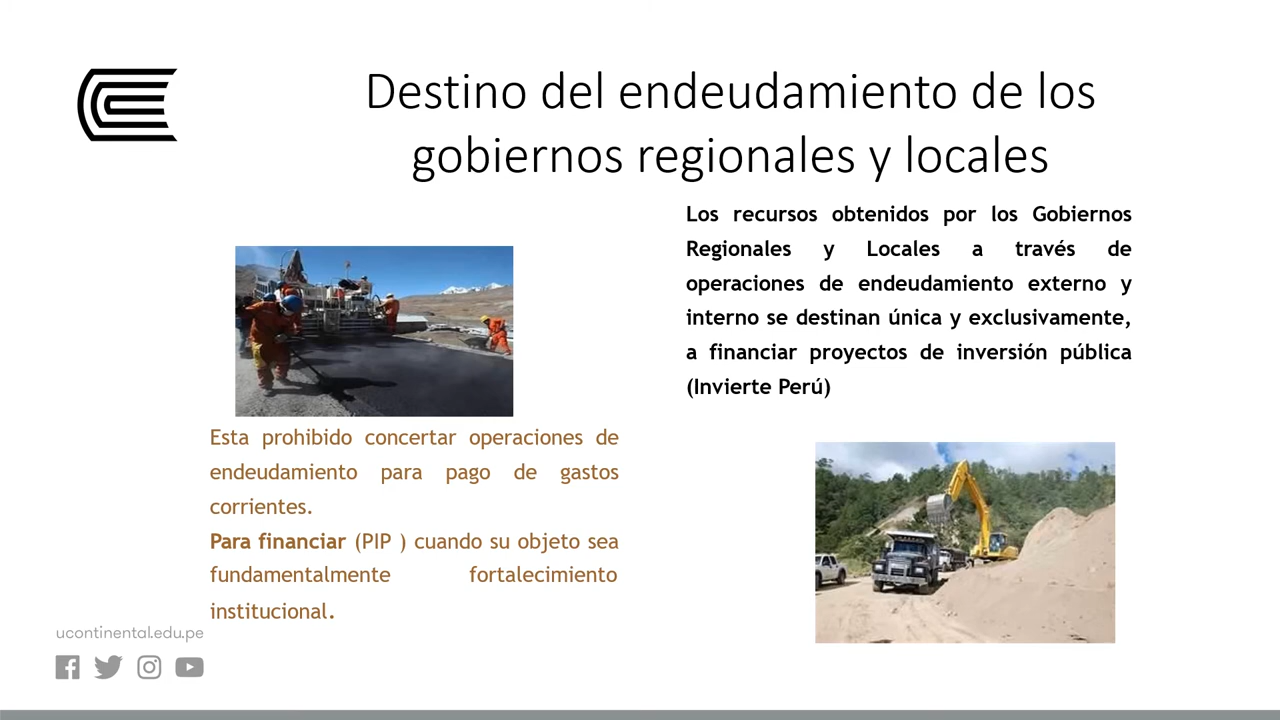 Destino del endeudamiento de los
gobiernos regionales y locales
Los recursos obtenidos por los Gobiernos
Regionales y Locales a través de
operaciones de endeudamiento externo y
interno se destinan única y exclusivamente,
a financiar proyectos de inversión pública
(Invierte Perú)
Esta prohibido concertar operaciones de
endeudamiento para pago de gastos
corrientes.
Para financiar (PIP ) cuando su objeto sea
fundamentalmente fortalecimiento
institucional.
ucontinental.edu.pe